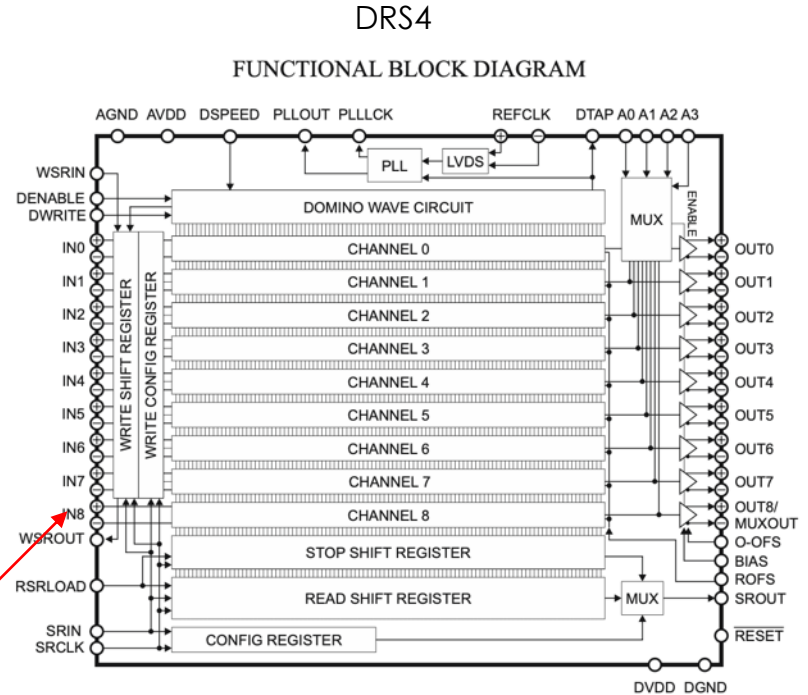 DRS4
FUNCTIONAL BLOCK DIAGRAM
AGND AVDD DSPEED PLLOUT PLLLCK REFCLK DTAP A0 A1 A2 A3
WSRIN
DENABLE
DWRITE
PLL
LVDS
MUX
ENABLE
DOMINO WAVE CIRCUIT
WRITE SHIFT REGISTER
WRITE CONFIG REGISTER
IN0 CHANNEL 0 OUT0
IN1 CHANNEL 1 OUT1
IN2 CHANNEL 2 OUT2
IN3 CHANNEL 3 OUT3
IN4 CHANNEL 4 OUT4
IN5 CHANNEL 5 OUT5
IN6 CHANNEL 6 OUT6
IN7 CHANNEL 7 OUT7
IN8 CHANNEL 8 OUT8/
MUXOUT
WSROUT STOP SHIFT REGISTER O-OFS
BIAS
RSRLOAD READ SHIFT REGISTER MUX ROFS
SROUT
SRIN
SRCLK
CONFIG REGISTER
RESET
DVDD DGND